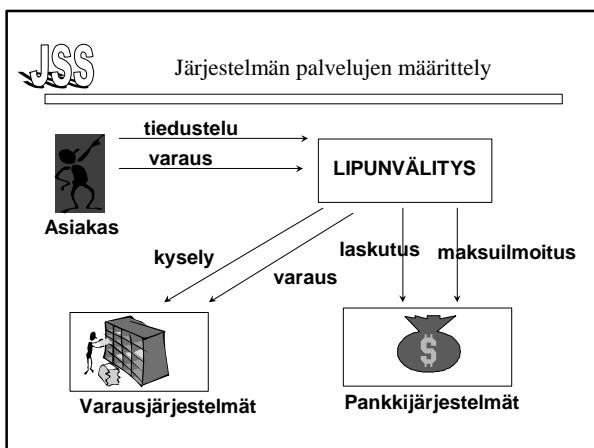 JSS
Järjestelmän palvelujen määrittely
tiedustelu
varaus
LIPUNVÄLITYS
Asiakas
kysely
varaus
laskutus
maksuilmoitus
$
Varausjärjestelmät
Pankkijärjestelmät